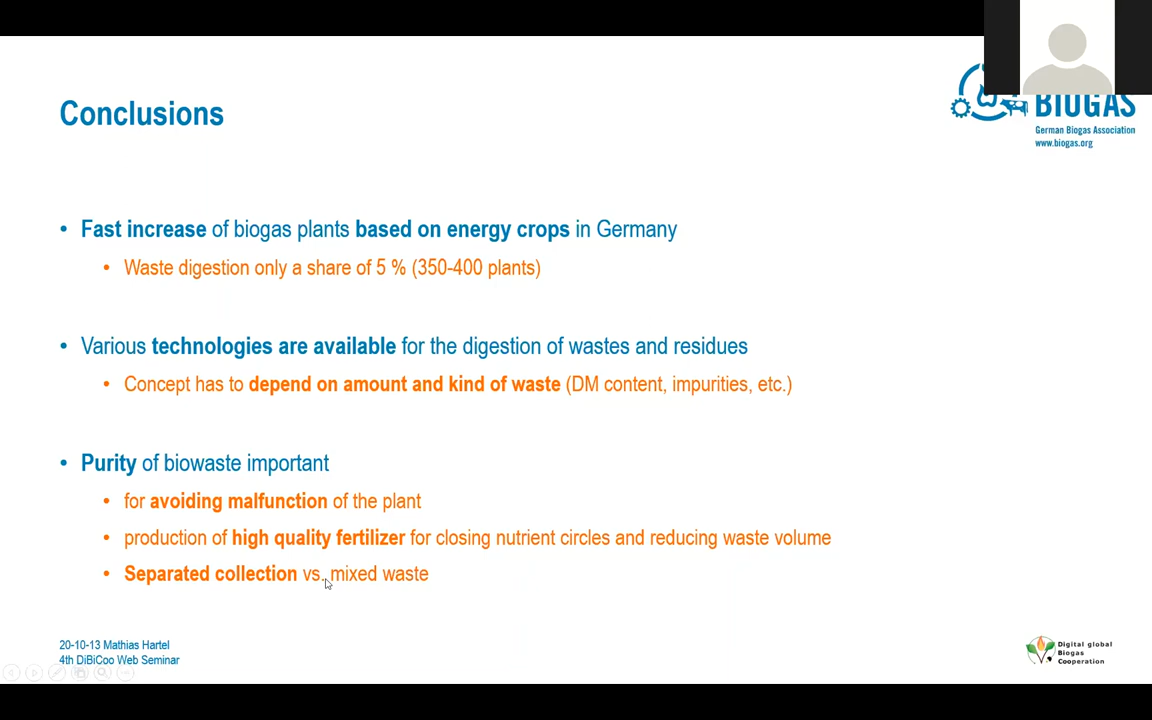 Conclusions
BIOGAS
German Biogas Association
www.biogas.org
• Fast increase of biogas plants based on energy crops in Germany
• Waste digestion only a share of 5 % (350-400 plants)
• Various technologies are available for the digestion of wastes and residues
• Concept has to depend on amount and kind of waste (DM content, impurities, etc.)
• Purity of biowaste important
• for avoiding malfunction of the plant
• production of high quality fertilizer for closing nutrient circles and reducing waste volume
• Separated collection vs. mixed waste
20-10-13 Mathias Hartel
4th DiBiCoo Web Seminar
Digital global
Biogas
Cooperation